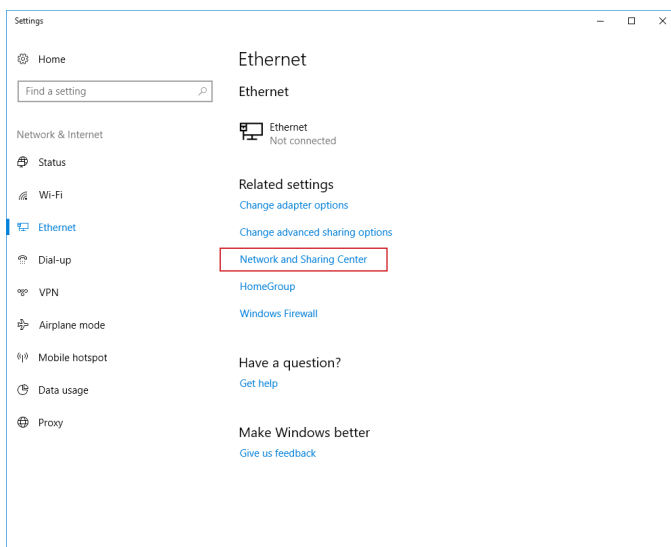 Settings
Home
Find a setting
Network & Internet
Status
Wi-Fi
Ethernet
Dial-up
VPN
Airplane mode
Mobile hotspot
Data usage
Proxy
Ethernet
Ethernet
Ethernet
Not connected
Related settings
Change adapter options
Change advanced sharing options
Network and Sharing Center
HomeGroup
Windows Firewall
Have a question?
Get help
Make Windows better
Give us feedback